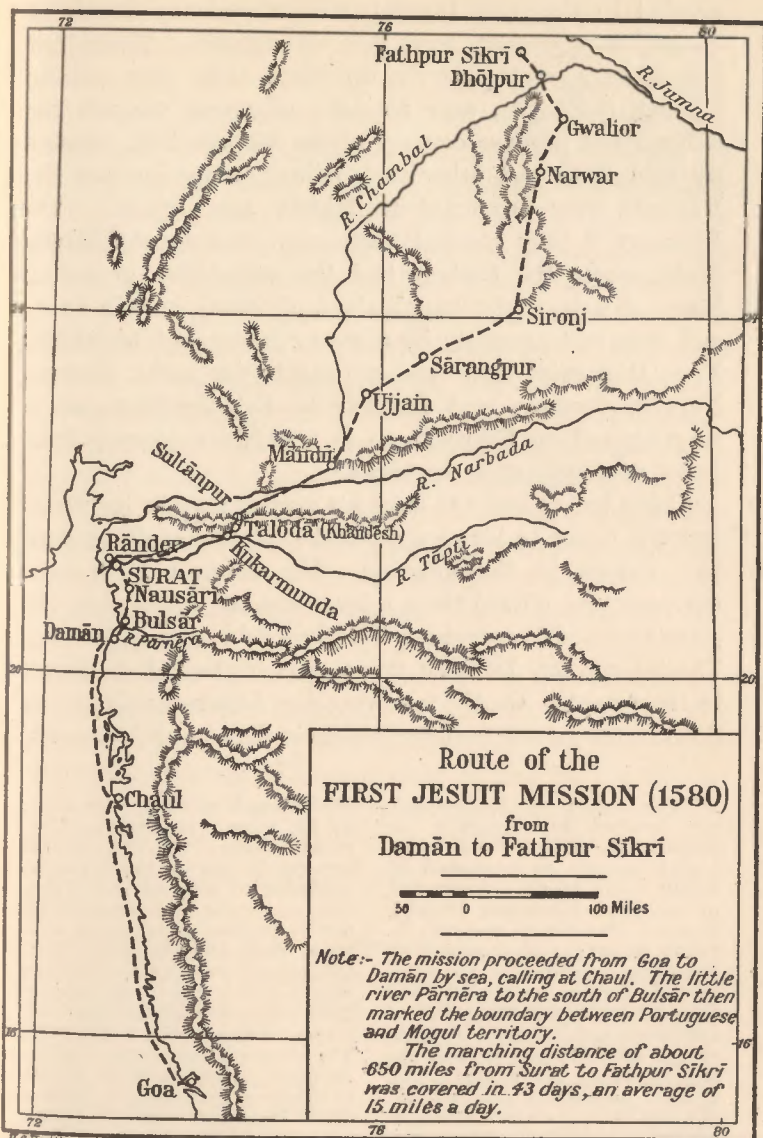 72
76
80
Fathpur Sīkrī
Dhōlpur
R. Jumna
Gwalior
R. Chambal
Narwar
24
Sironj
Sārangpur
Ujjain
Māndū
Sultānpur
R. Narbada
Talōda (Khandesh)
Rānder
Kukarmunda
R. Tāptī
SURAT
Nausāri
Bulsār
Damān
R. Pārnēra
20
20
Chaul
Route of the
FIRST JESUIT MISSION (1580)
from
Damān to Fathpur Sīkrī
50 0 100 Miles
Note:- The mission proceeded from Goa to
Damān by sea, calling at Chaul. The little
river Pārnēra to the south of Bulsār then
marked the boundary between Portuguese
and Mogul territory.
The marching distance of about
650 miles from Surat to Fathpur Sīkrī
was covered in 43 days, an average of
15 miles a day.
16
16
Goa
72
76
80